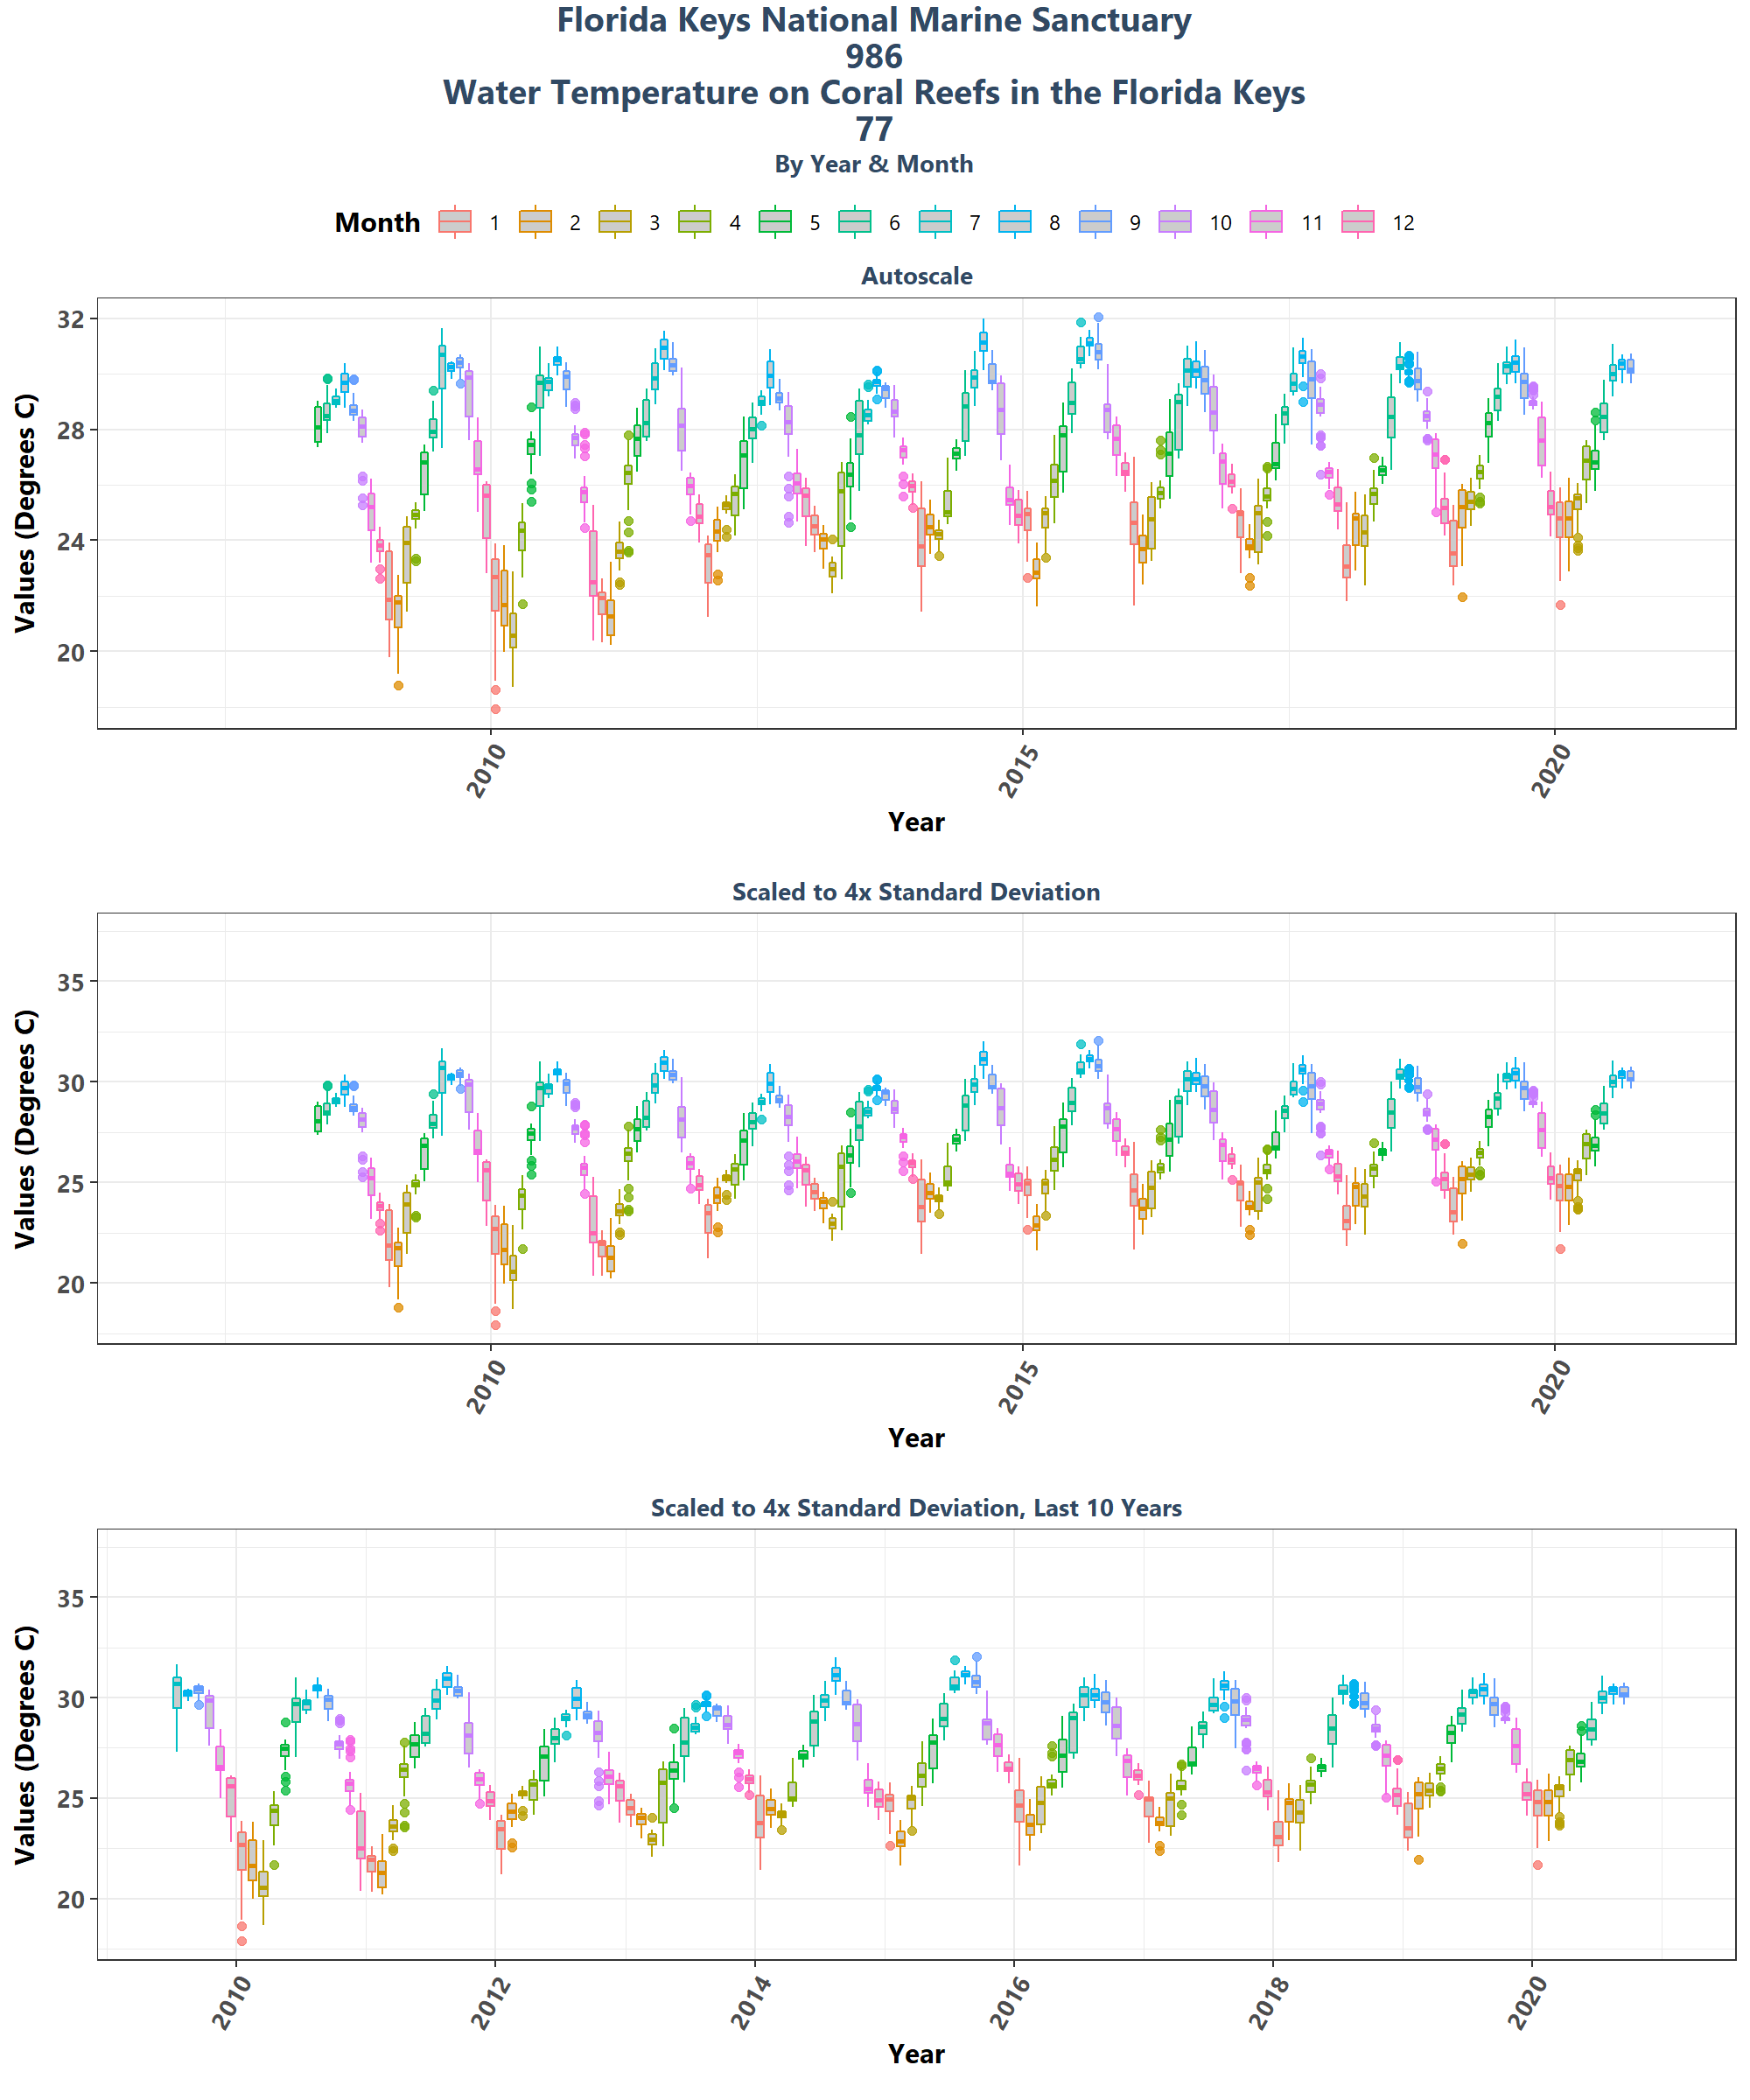 Florida Keys National Marine Sanctuary
986
Water Temperature on Coral Reefs in the Florida Keys
77
By Year & Month
Month 1 2 3 4 5 6 7 8 9 10 11 12
Autoscale
Values (Degrees C)
32
28
24
20
2010 2015 2020
Year
Scaled to 4x Standard Deviation
Values (Degrees C)
35
30
25
20
2010 2015 2020
Year
Scaled to 4x Standard Deviation, Last 10 Years
Values (Degrees C)
35
30
25
20
2010 2012 2014 2016 2018 2020
Year